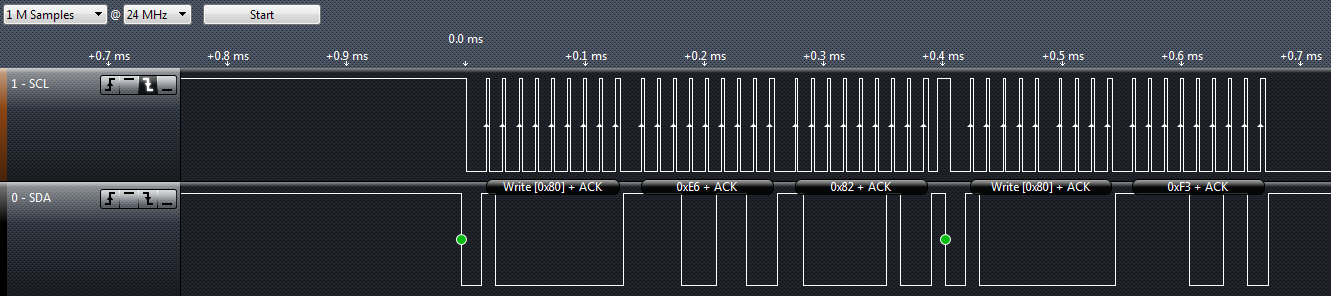 1 M Samples @ 24 MHz Start
0.0 ms
+0.7 ms +0.8 ms +0.9 ms +0.1 ms +0.2 ms +0.3 ms +0.4 ms +0.5 ms +0.6 ms +0.7 ms
1 - SCL
0 - SDA
Write [0x80] + ACK 0xE6 + ACK 0x82 + ACK Write [0x80] + ACK 0xF3 + ACK